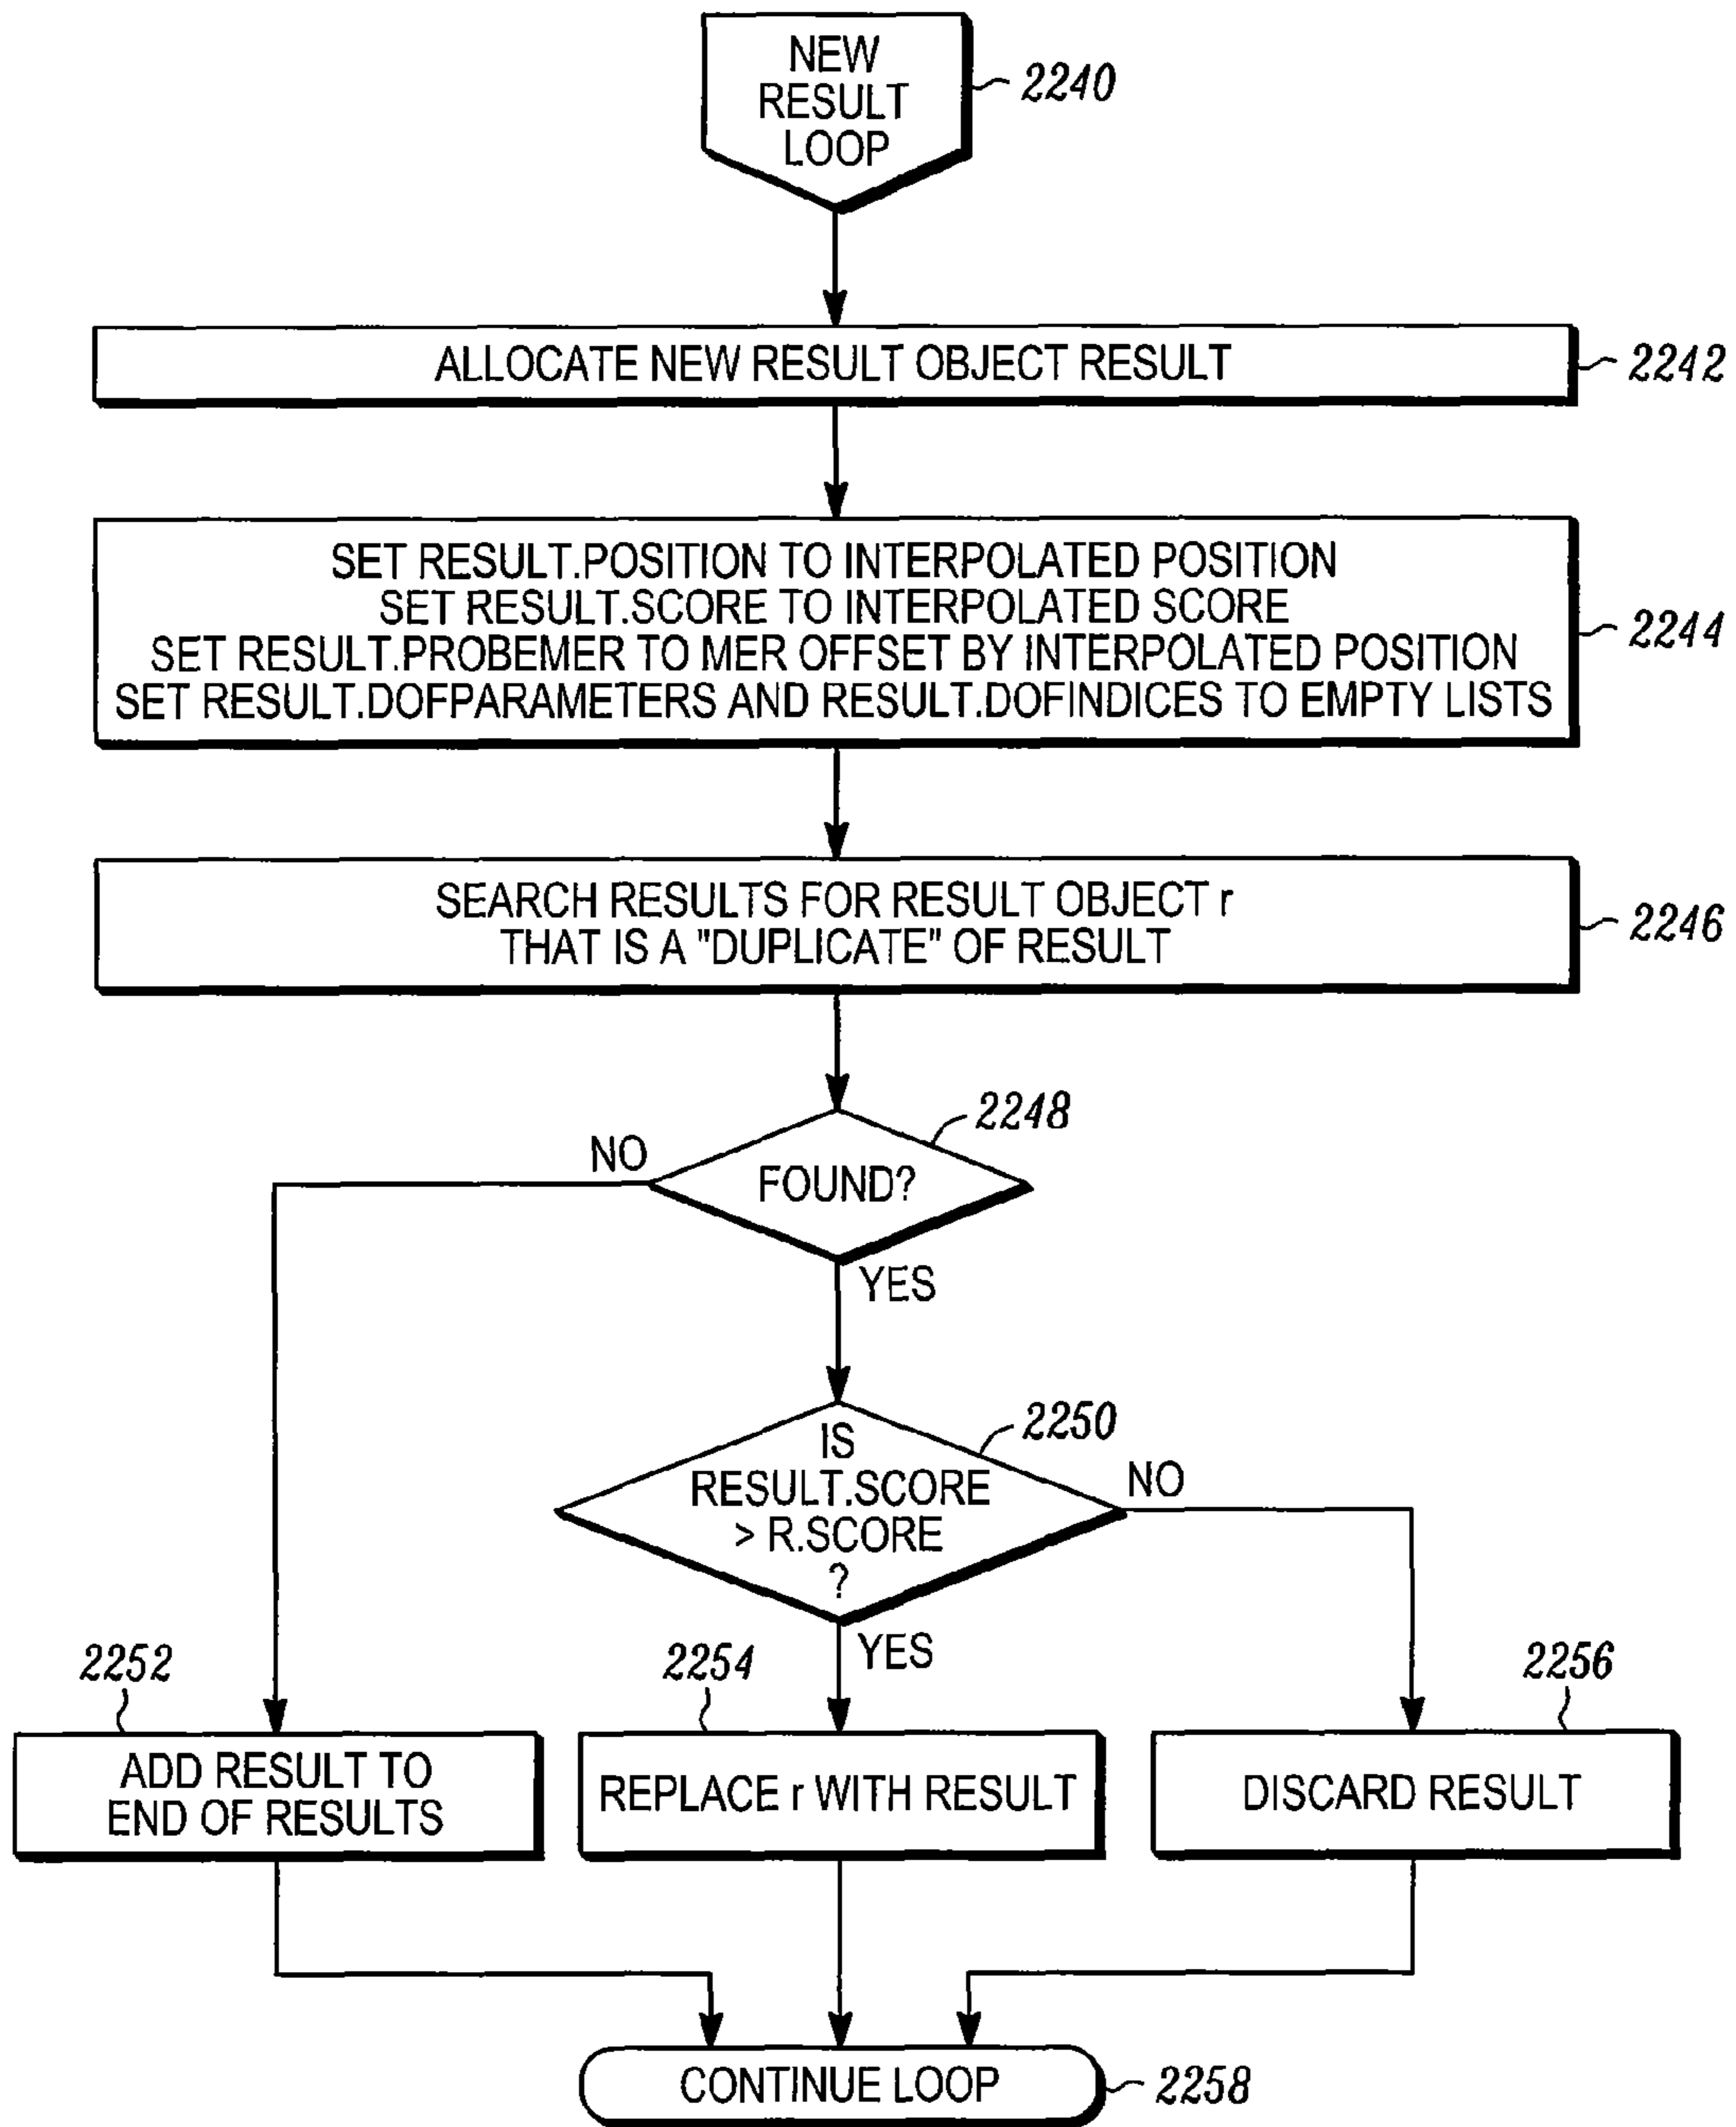 NEW
RESULT
LOOP
2240
ALLOCATE NEW RESULT OBJECT RESULT
2242
SET RESULT.POSITION TO INTERPOLATED POSITION
SET RESULT.SCORE TO INTERPOLATED SCORE
SET RESULT.PROBEMER TO MER OFFSET BY INTERPOLATED POSITION
SET RESULT.DOFPARAMETERS AND RESULT.DOFINDICES TO EMPTY LISTS
2244
SEARCH RESULTS FOR RESULT OBJECT r
THAT IS A "DUPLICATE" OF RESULT
2246
2248
NO
FOUND?
YES
2250
IS
RESULT.SCORE
> R.SCORE
?
NO
YES
2252
2254
2256
ADD RESULT TO
END OF RESULTS
REPLACE r WITH RESULT
DISCARD RESULT
CONTINUE LOOP
2258